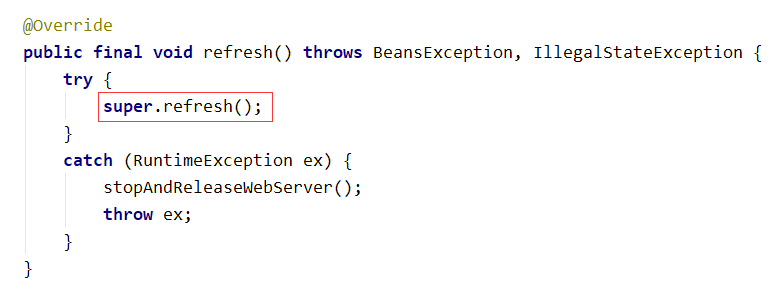 @Override
public final void refresh() throws BeansException, IllegalStateException {
    try {
        super.refresh();
    }
    catch (RuntimeException ex) {
        stopAndReleaseWebServer();
        throw ex;
    }
}